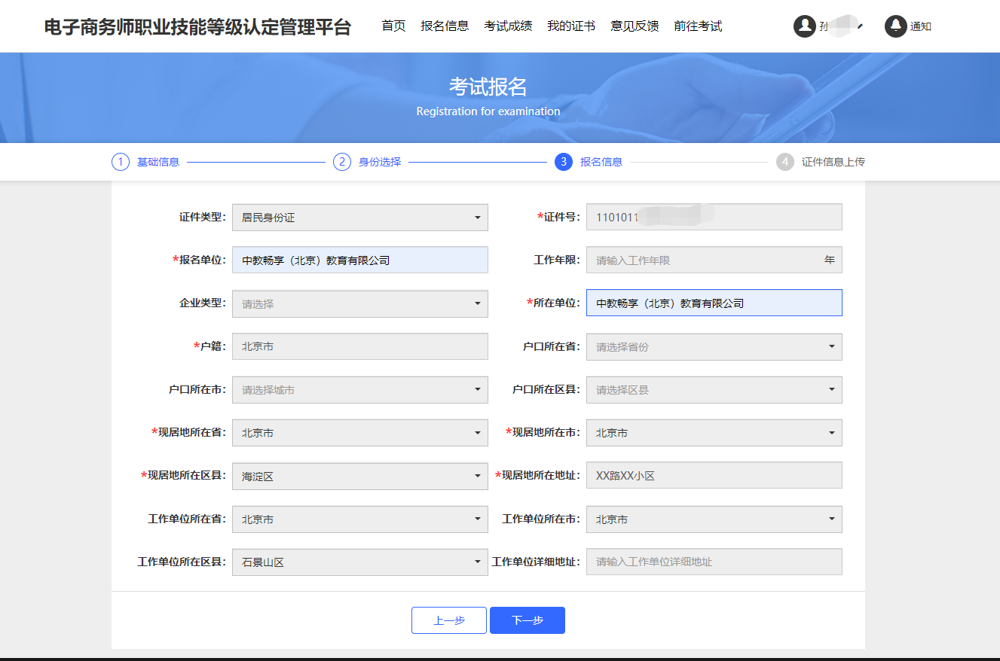 电子商务师职业技能等级认定管理平台 首页 报名信息 考试成绩 我的证书 意见反馈 前往考试 孙 通知
考试报名
Registration for examination
1 基础信息 2 身份选择 3 报名信息 4 证件信息上传
证件类型: 居民身份证 *证件号: 1101011
*报名单位: 中教畅享（北京）教育有限公司 工作年限: 请输入工作年限 年
企业类型: 请选择 *所在单位: 中教畅享（北京）教育有限公司
*户籍: 北京市 户口所在省: 请选择省份
户口所在市: 请选择城市 户口所在区县: 请选择区县
*现居地所在省: 北京市 *现居地所在市: 北京市
*现居地所在区县: 海淀区 *现居地所在地址: XX路XX小区
工作单位所在省: 北京市 工作单位所在市: 北京市
工作单位所在区县: 石景山区 工作单位详细地址: 请输入工作单位详细地址
上一步 下一步